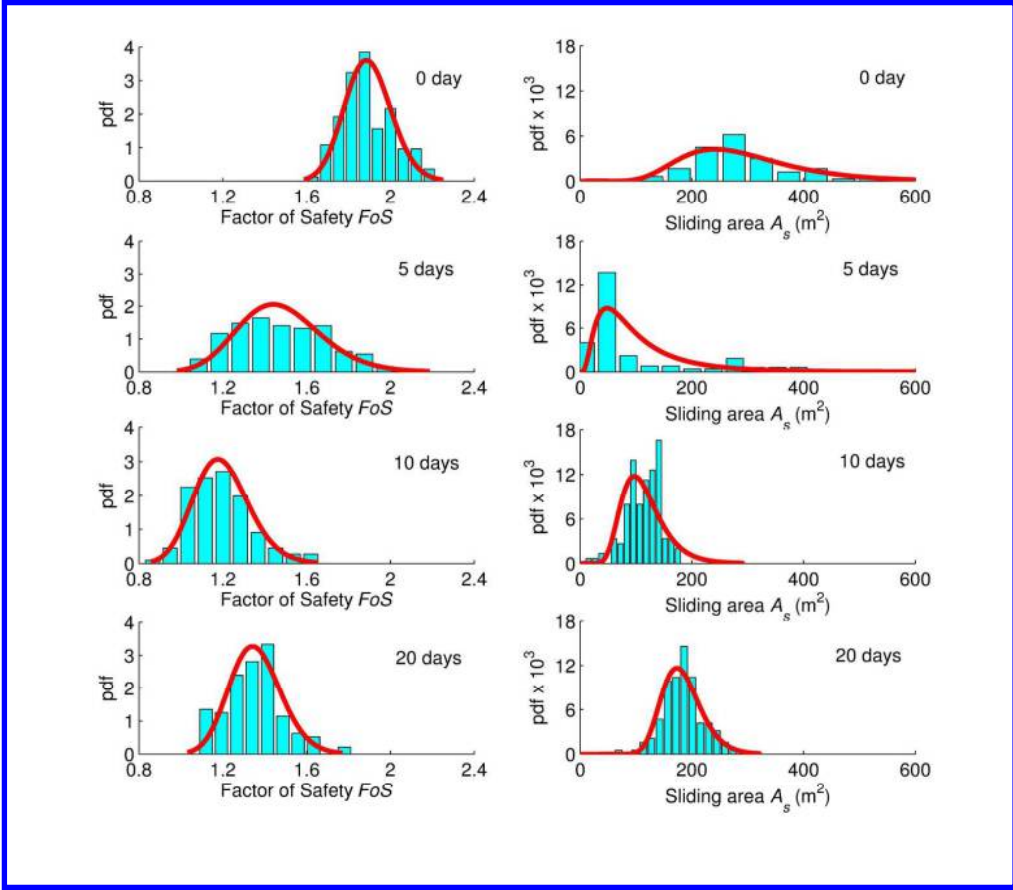 4
3
2
1
0
pdf
0 day
0.8 1.2 1.6 2 2.4
Factor of Safety FoS
18
12
6
0
pdf x 10³
0 day
0 200 400 600
Sliding area Aₛ (m²)
4
3
2
1
0
pdf
5 days
0.8 1.2 1.6 2 2.4
Factor of Safety FoS
18
12
6
0
pdf x 10³
5 days
0 200 400 600
Sliding area Aₛ (m²)
4
3
2
1
0
pdf
10 days
0.8 1.2 1.6 2 2.4
Factor of Safety FoS
18
12
6
0
pdf x 10³
10 days
0 200 400 600
Sliding area Aₛ (m²)
4
3
2
1
0
pdf
20 days
0.8 1.2 1.6 2 2.4
Factor of Safety FoS
18
12
6
0
pdf x 10³
20 days
0 200 400 600
Sliding area Aₛ (m²)